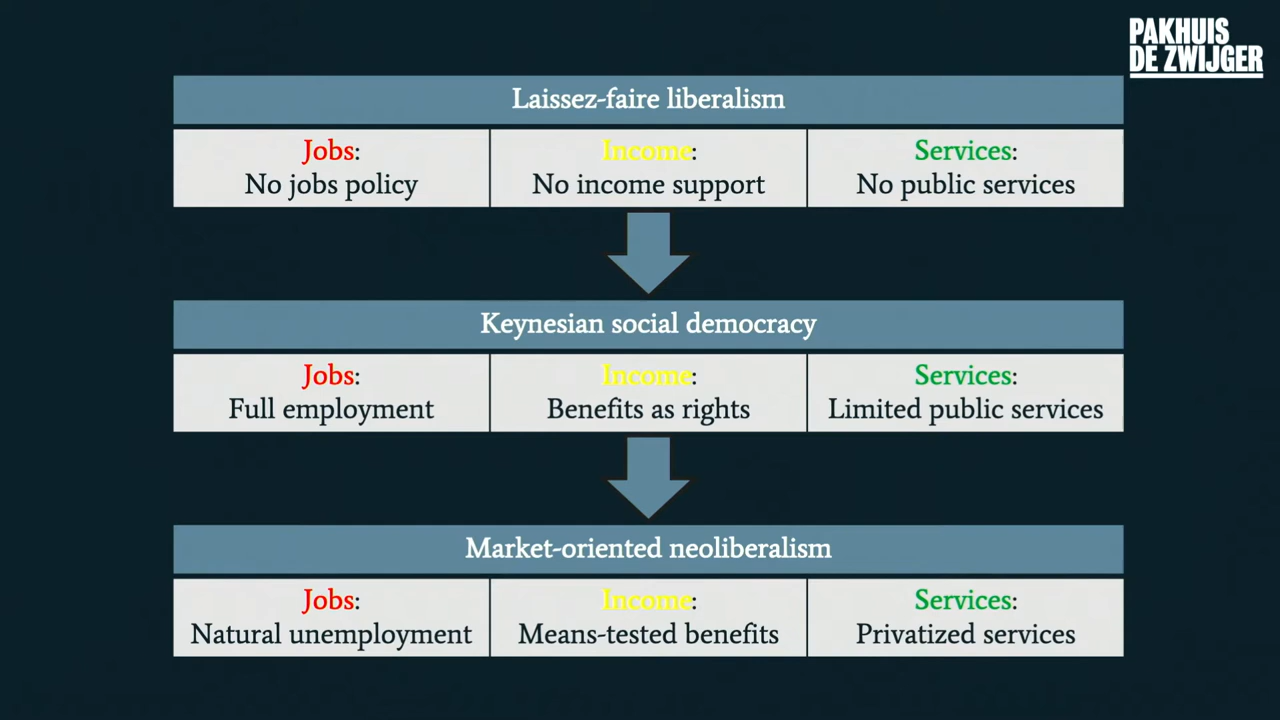 PAKHUIS
DE ZWIJGER
Laissez-faire liberalism
Jobs:
No jobs policy
Income:
No income support
Services:
No public services
Keynesian social democracy
Jobs:
Full employment
Income:
Benefits as rights
Services:
Limited public services
Market-oriented neoliberalism
Jobs:
Natural unemployment
Income:
Means-tested benefits
Services:
Privatized services